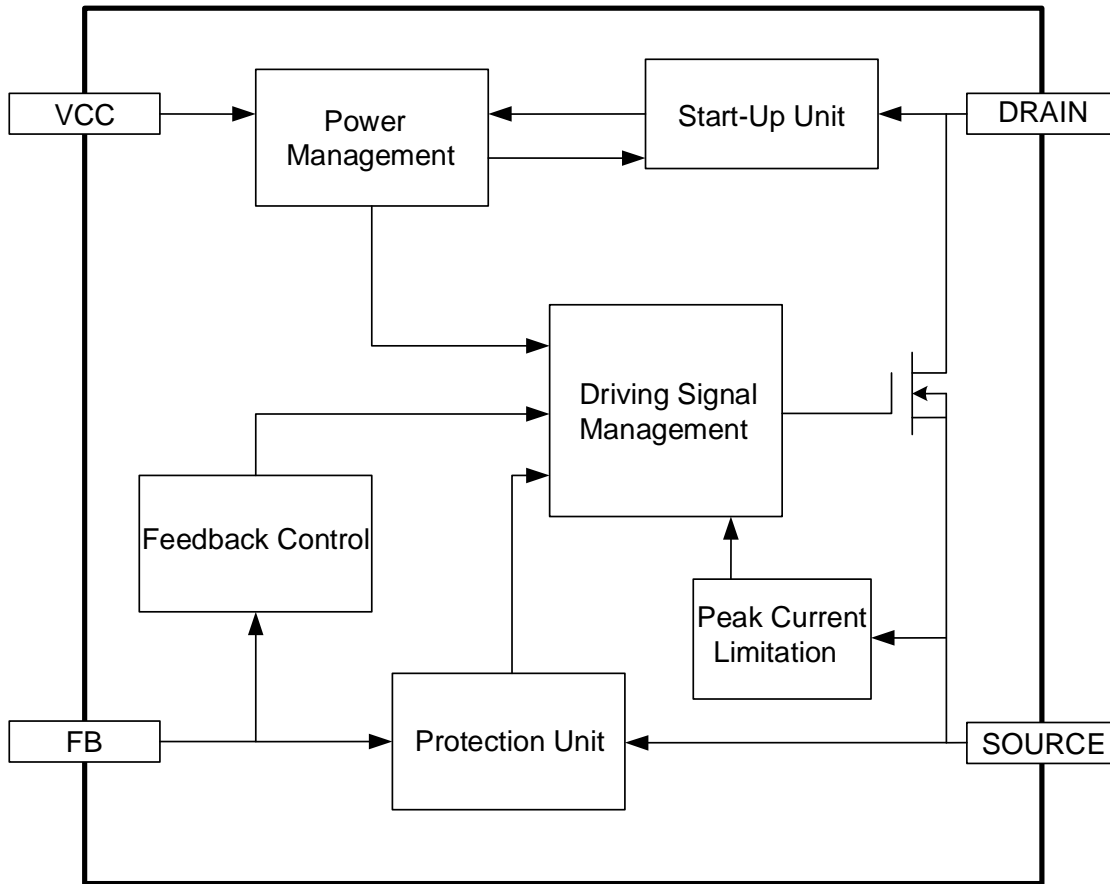 VCC
Power
Management
Start-Up Unit
DRAIN
Driving Signal
Management
Feedback Control
Peak Current
Limitation
FB
Protection Unit
SOURCE